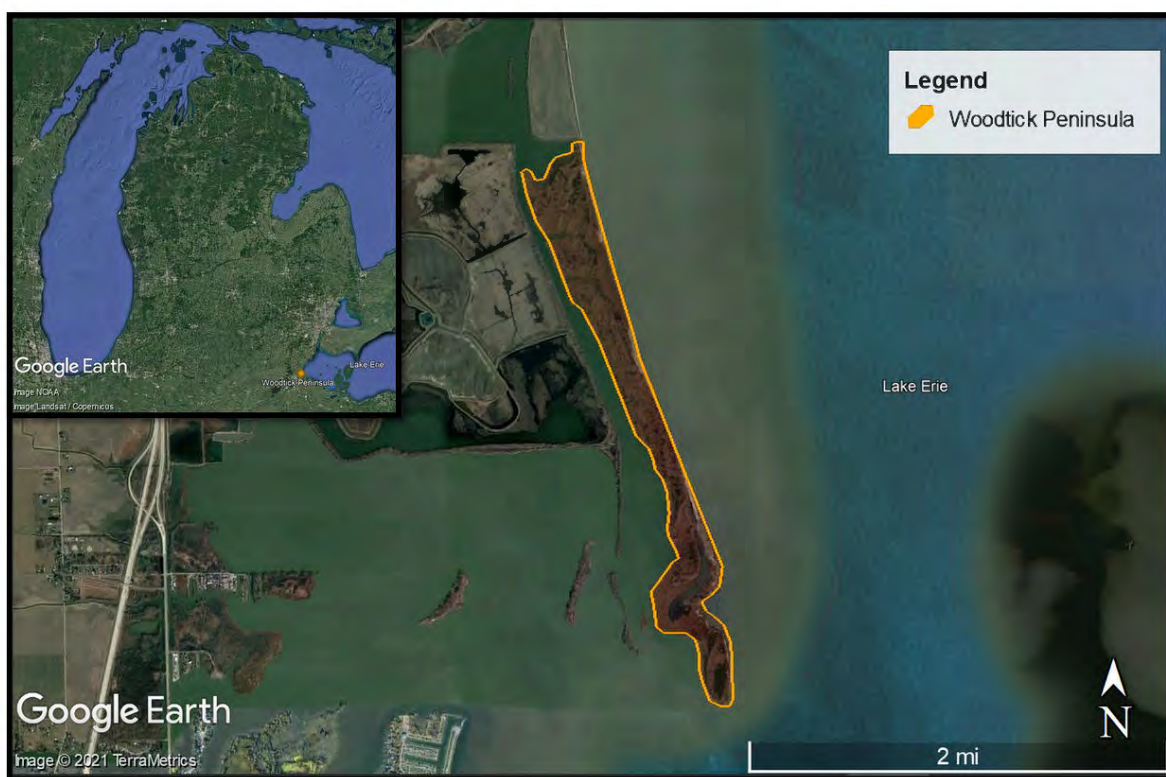 Google Earth
Image NOAA
Image Landsat / Copernicus
Lake Erie
Woodtick Peninsula
Legend
Woodtick Peninsula
Lake Erie
Google Earth
Image © 2021 TerraMetrics
N
2 mi